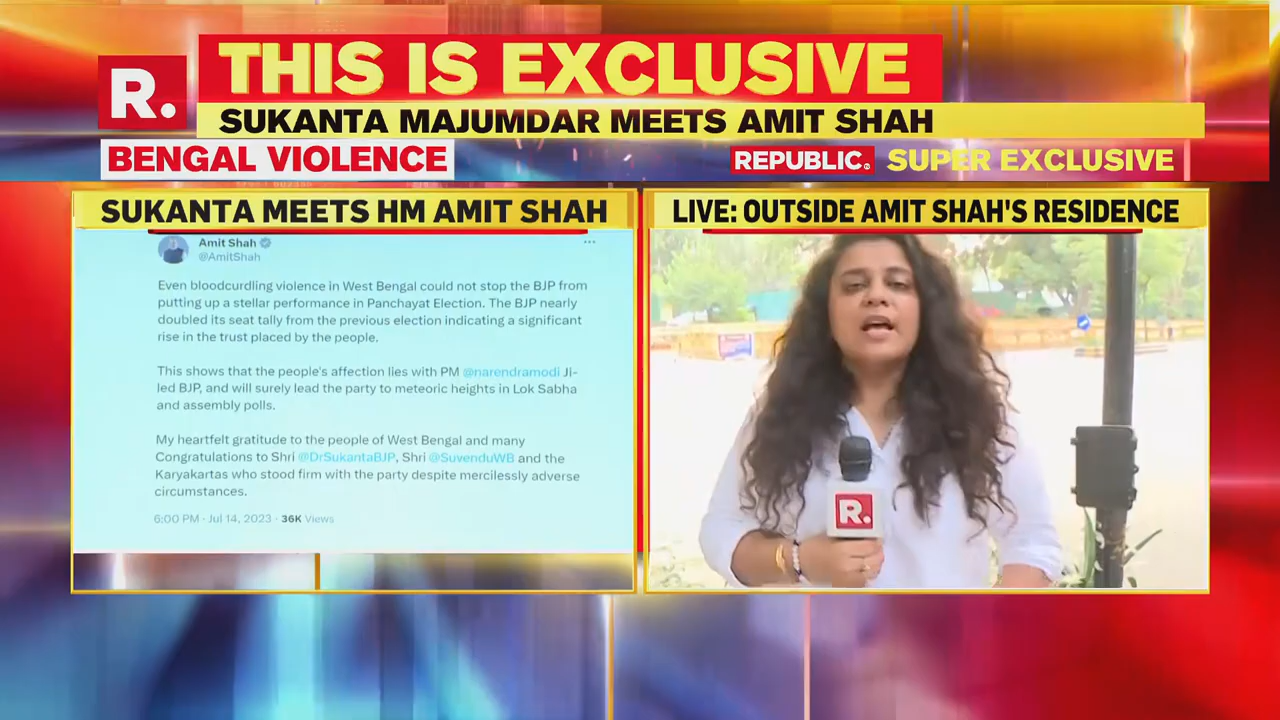 THIS IS EXCLUSIVE
R.
SUKANTA MAJUMDAR MEETS AMIT SHAH
BENGAL VIOLENCE
REPUBLIC.
SUPER EXCLUSIVE
SUKANTA MEETS HM AMIT SHAH
Amit Shah
@AmitShah
Even bloodcurdling violence in West Bengal could not stop the BJP from
putting up a stellar performance in Panchayat Election. The BJP nearly
doubled its seat tally from the previous election indicating a significant
rise in the trust placed by the people.
This shows that the people's affection lies with PM @narendramodi Ji-
led BJP, and will surely lead the party to meteoric heights in Lok Sabha
and assembly polls.
My heartfelt gratitude to the people of West Bengal and many
Congratulations to Shri @DrSukantaBJP, Shri @SuvenduWB and the
Karyakartas who stood firm with the party despite mercilessly adverse
circumstances.
6:00 PM · Jul 14, 2023 · 36K Views
LIVE: OUTSIDE AMIT SHAH'S RESIDENCE
R.